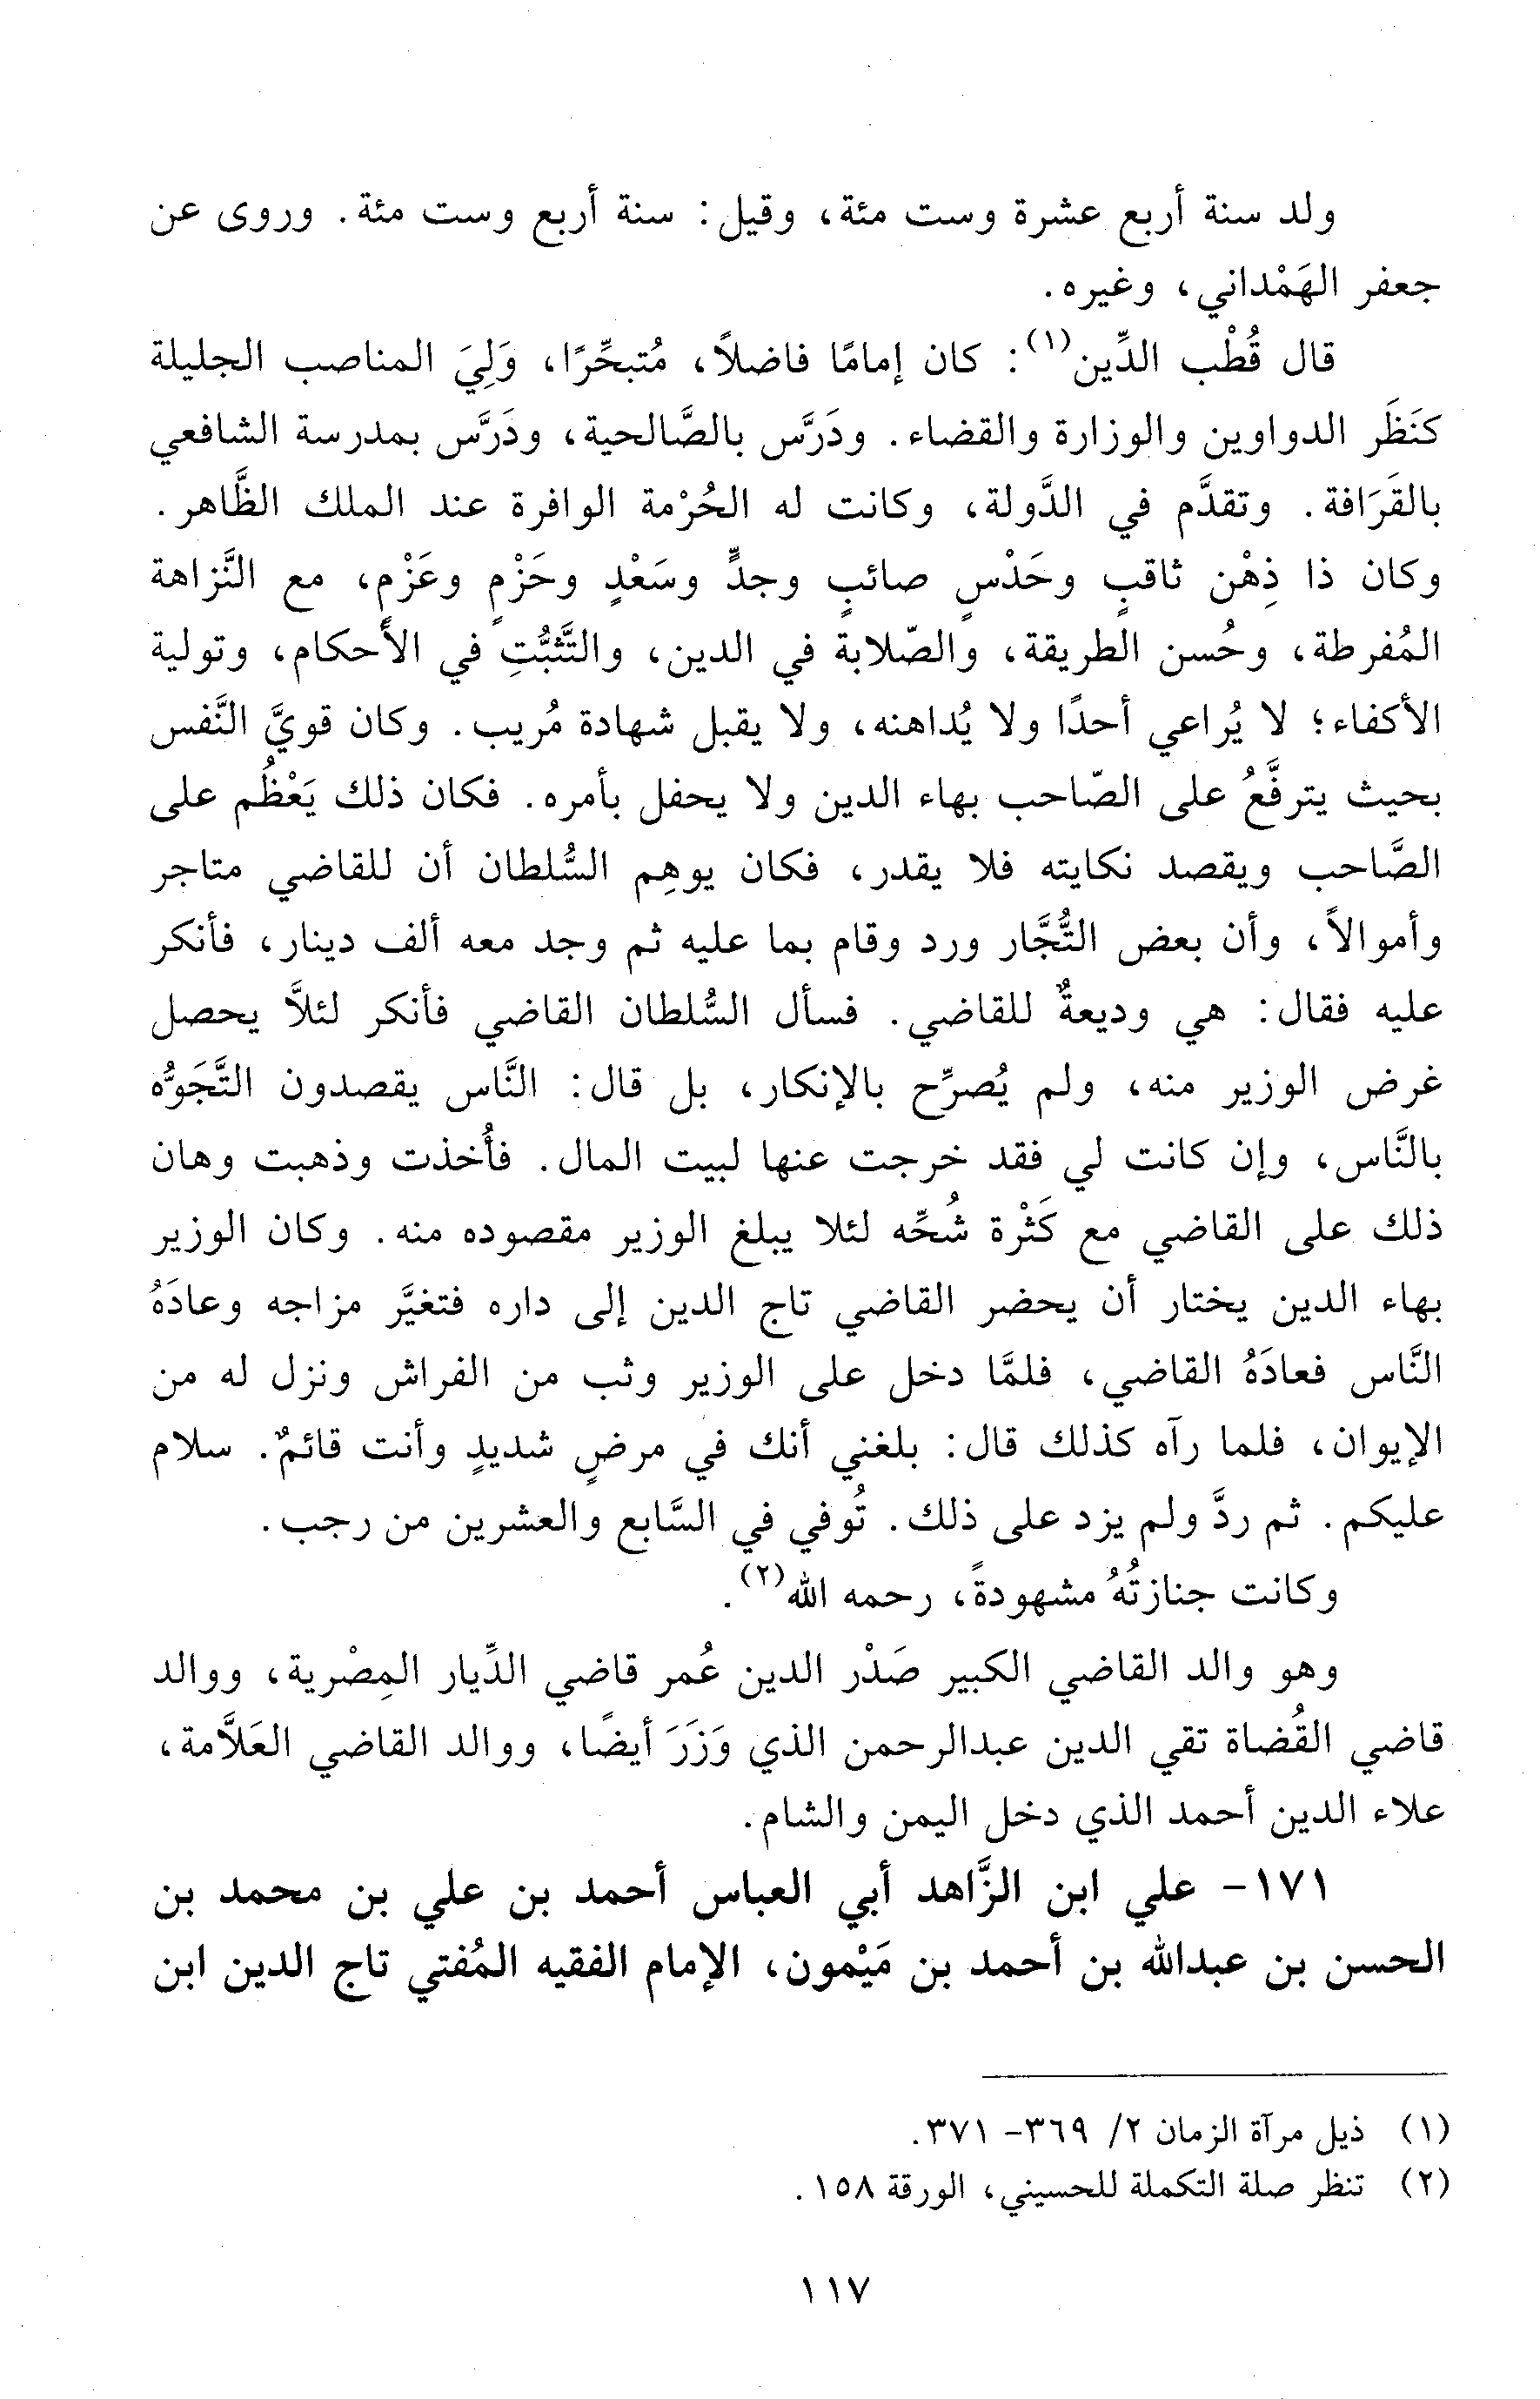 ولد سنة أربع عشرة وست مئة، وقيل: سنة أربع وست مئة. وروى عن
جعفر الهَمْداني، وغيره.
قال قُطْب الدِّين(١): كان إمامًا فاضلاً، مُتبحِّرًا، وَلِيَ المناصب الجليلة
كنَظَر الدواوين والوزارة والقضاء. ودَرَّس بالصَّالحية، ودَرَّس بمدرسة الشافعي
بالقَرَافة. وتقدَّم في الدَّولة، وكانت له الحُرْمة الوافرة عند الملك الظَّاهر.
وكان ذا ذِهْن ثاقبٍ وحَدْسٍ صائبٍ وجدٍّ وسَعْدٍ وحَزْمٍ وعَزْمٍ، مع النَّزاهة
المُفرطة، وحُسن الطريقة، والصّلابة في الدين، والتَّثبُّتِ في الأحكام، وتولية
الأكفاء؛ لا يُراعي أحدًا ولا يُداهنه، ولا يقبل شهادة مُريب. وكان قويَّ النَّفس
بحيث يترفَّعُ على الصّاحب بهاء الدين ولا يحفل بأمره. فكان ذلك يَعْظُم على
الصَّاحب ويقصد نكايته فلا يقدر، فكان يوهِم السُّلطان أن للقاضي متاجر
وأموالاً، وأن بعض التُّجَّار ورد وقام بما عليه ثم وجد معه ألف دينار، فأنكر
عليه فقال: هي وديعةٌ للقاضي. فسأل السُّلطان القاضي فأنكر لئلاَّ يحصل
غرض الوزير منه، ولم يُصرِّح بالإنكار، بل قال: النَّاس يقصدون التَّجَوُّه
بالنَّاس، وإن كانت لي فقد خرجت عنها لبيت المال. فأُخذت وذهبت وهان
ذلك على القاضي مع كَثْرة شُحِّه لئلا يبلغ الوزير مقصوده منه. وكان الوزير
بهاء الدين يختار أن يحضر القاضي تاج الدين إلى داره فتغيَّر مزاجه وعادَهُ
النَّاس فعادَهُ القاضي، فلمَّا دخل على الوزير وثب من الفراش ونزل له من
الإيوان، فلما رآه كذلك قال: بلغني أنك في مرضٍ شديدٍ وأنت قائمٌ. سلام
عليكم. ثم ردَّ ولم يزد على ذلك. تُوفي في السَّابع والعشرين من رجب.
وكانت جنازتُهُ مشهودةً، رحمه الله(٢).
وهو والد القاضي الكبير صَدْر الدين عُمر قاضي الدِّيار المِصْرية، ووالد
قاضي القُضاة تقي الدين عبدالرحمن الذي وَزَرَ أيضًا، ووالد القاضي العَلاَّمة،
علاء الدين أحمد الذي دخل اليمن والشام.
١٧١- علي ابن الزَّاهد أبي العباس أحمد بن علي بن محمد بن
الحسن بن عبدالله بن أحمد بن مَيْمون، الإمام الفقيه المُفتي تاج الدين ابن
(١) ذيل مرآة الزمان ٢/ ٣٦٩- ٣٧١.
(٢) تنظر صلة التكملة للحسيني، الورقة ١٥٨.
١١٧